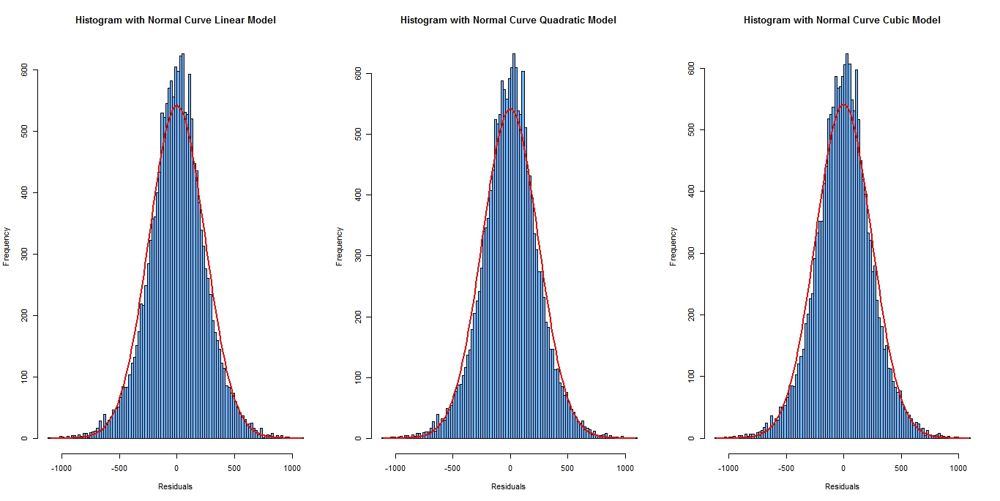 Histogram with Normal Curve Linear Model
Frequency
600
500
400
300
200
100
0
-1000 -500 0 500 1000
Residuals
Histogram with Normal Curve Quadratic Model
Frequency
600
500
400
300
200
100
0
-1000 -500 0 500 1000
Residuals
Histogram with Normal Curve Cubic Model
Frequency
600
500
400
300
200
100
0
-1000 -500 0 500 1000
Residuals